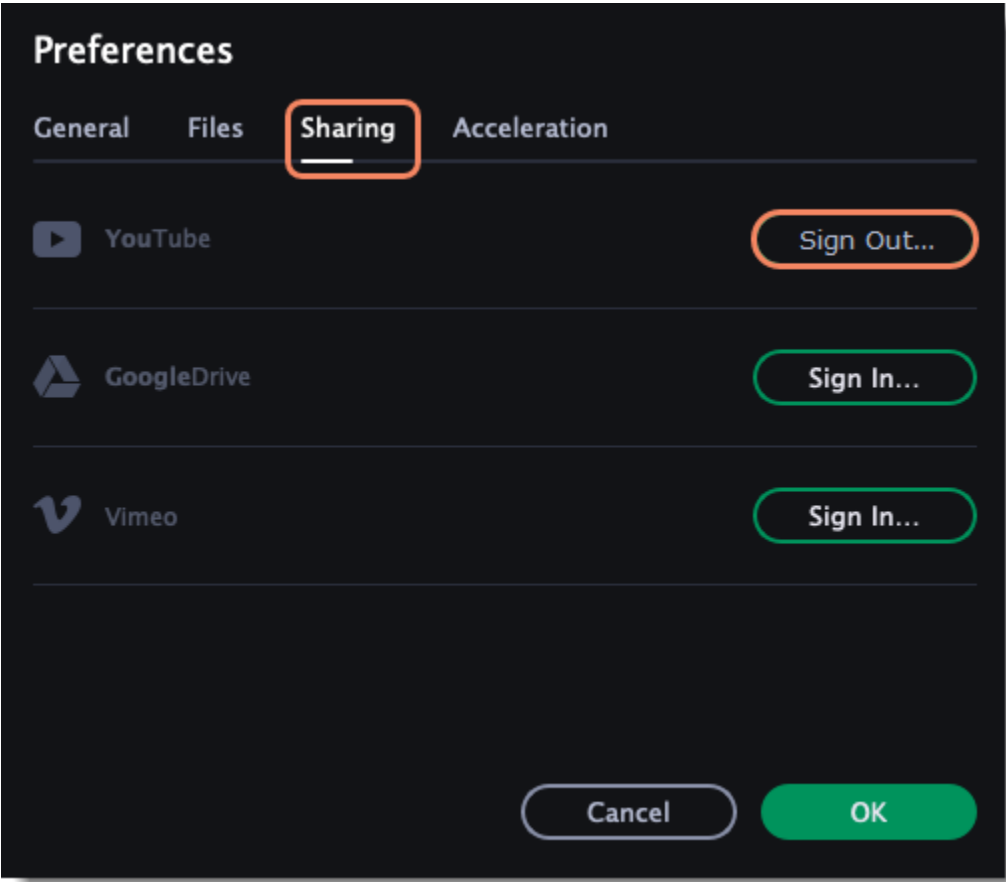 Preferences
General Files Sharing Acceleration
YouTube Sign Out...
GoogleDrive Sign In...
Vimeo Sign In...
Cancel OK